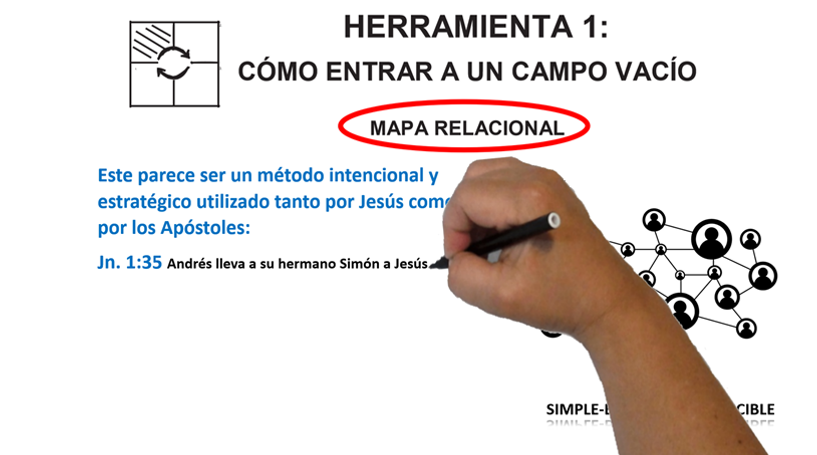 HERRAMIENTA 1:
CÓMO ENTRAR A UN CAMPO VACÍO
MAPA RELACIONAL
Este parece ser un método intencional y
estratégico utilizado tanto por Jesús como
por los Apóstoles:
Jn. 1:35 Andrés lleva a su hermano Simón a Jesús